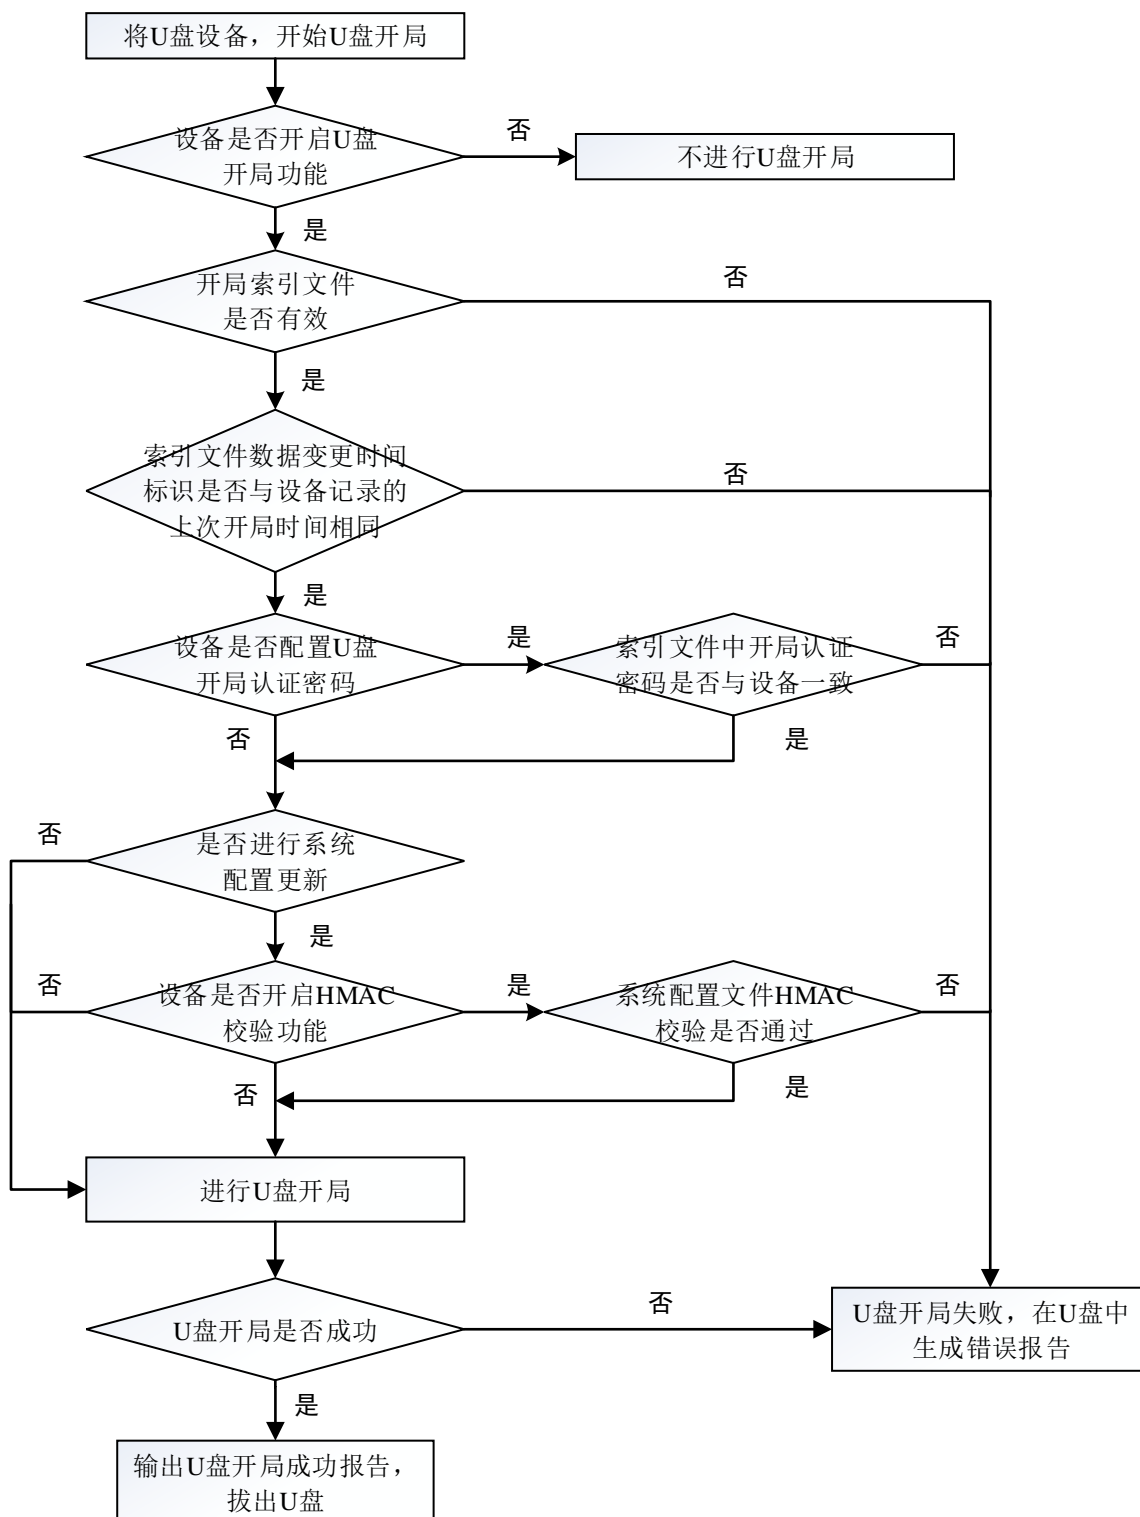 将U盘设备，开始U盘开局
设备是否开启U盘
开局功能
否
不进行U盘开局
是
开局索引文件
是否有效
否
是
索引文件数据变更时间
标识是否与设备记录的
上次开局时间相同
否
是
设备是否配置U盘
开局认证密码
是
索引文件中开局认证
密码是否与设备一致
否
否
是
否
是否进行系统
配置更新
是
否
设备是否开启HMAC
校验功能
是
系统配置文件HMAC
校验是否通过
否
否
是
进行U盘开局
U盘开局是否成功
否
U盘开局失败，在U盘中
生成错误报告
是
输出U盘开局成功报告，
拔出U盘